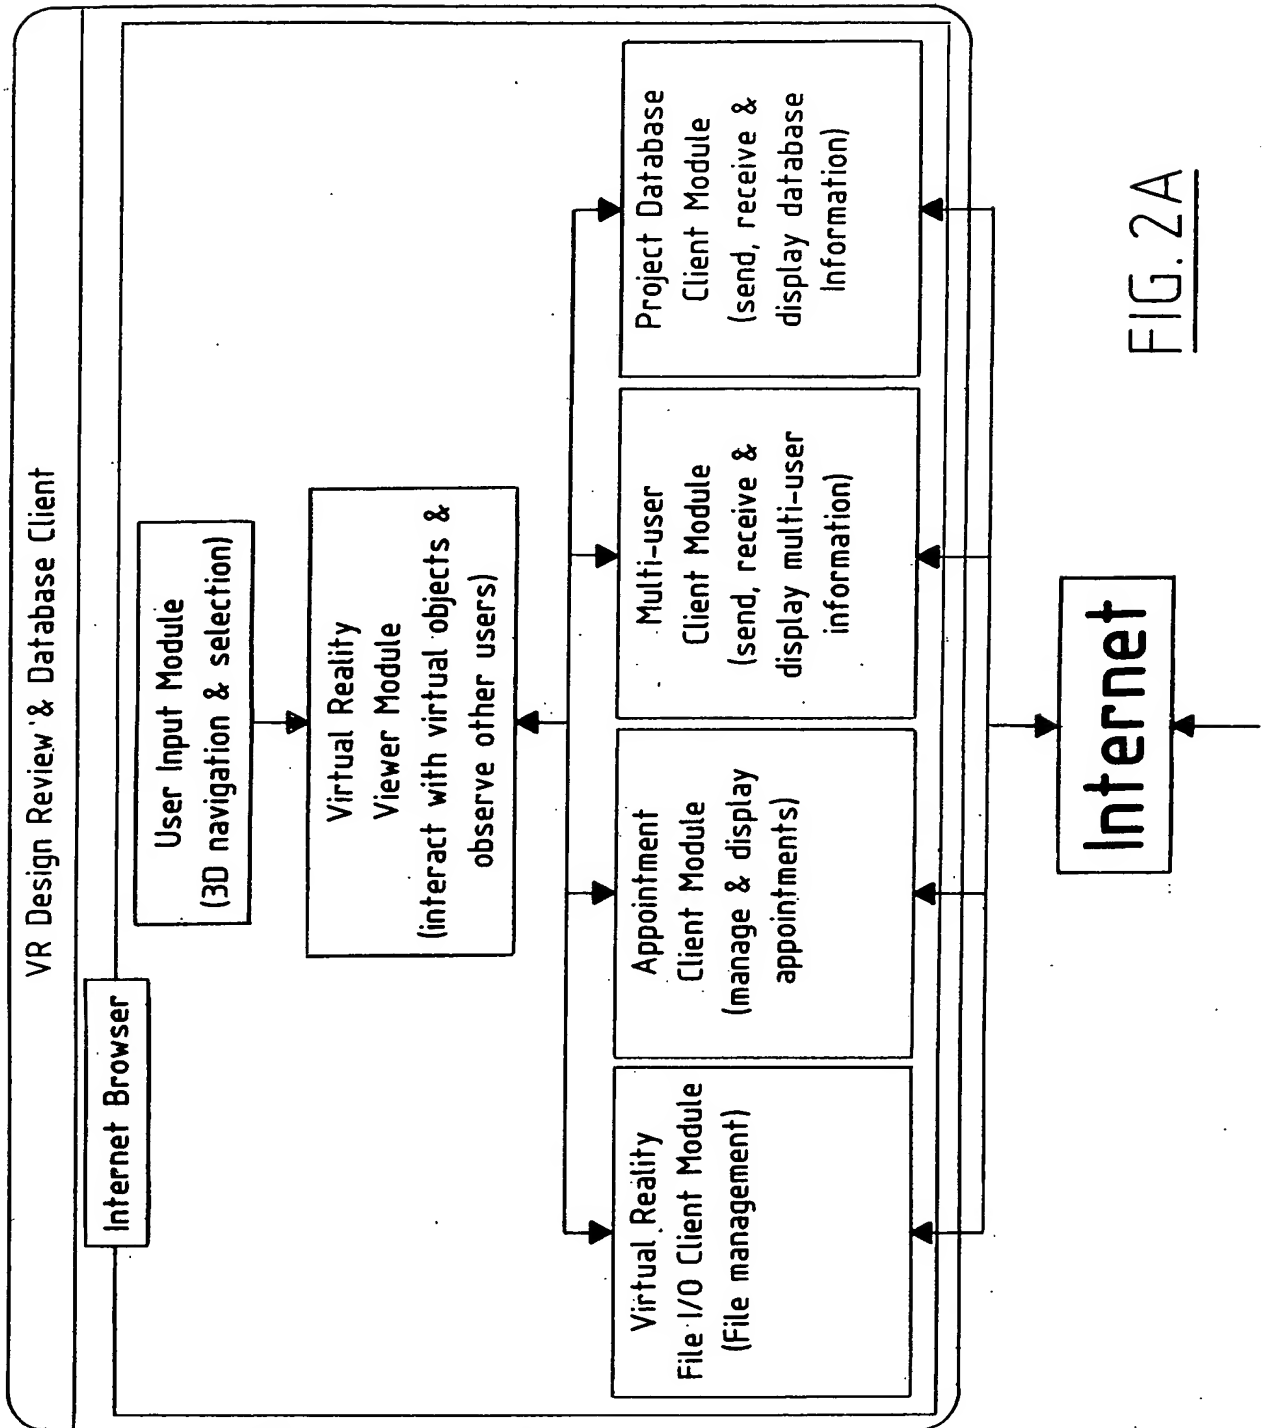 VR Design Review & Database Client
Internet Browser
User Input Module
(3D navigation & selection)
Virtual Reality
Viewer Module
(interact with virtual objects &
observe other users)
Virtual Reality
File I/O Client Module
(File management)
Appointment
Client Module
(manage & display
appointments)
Multi-user
Client Module
(send, receive &
display multi-user
information)
Project Database
Client Module
(send, receive &
display database
Information)
Internet
FIG. 2A